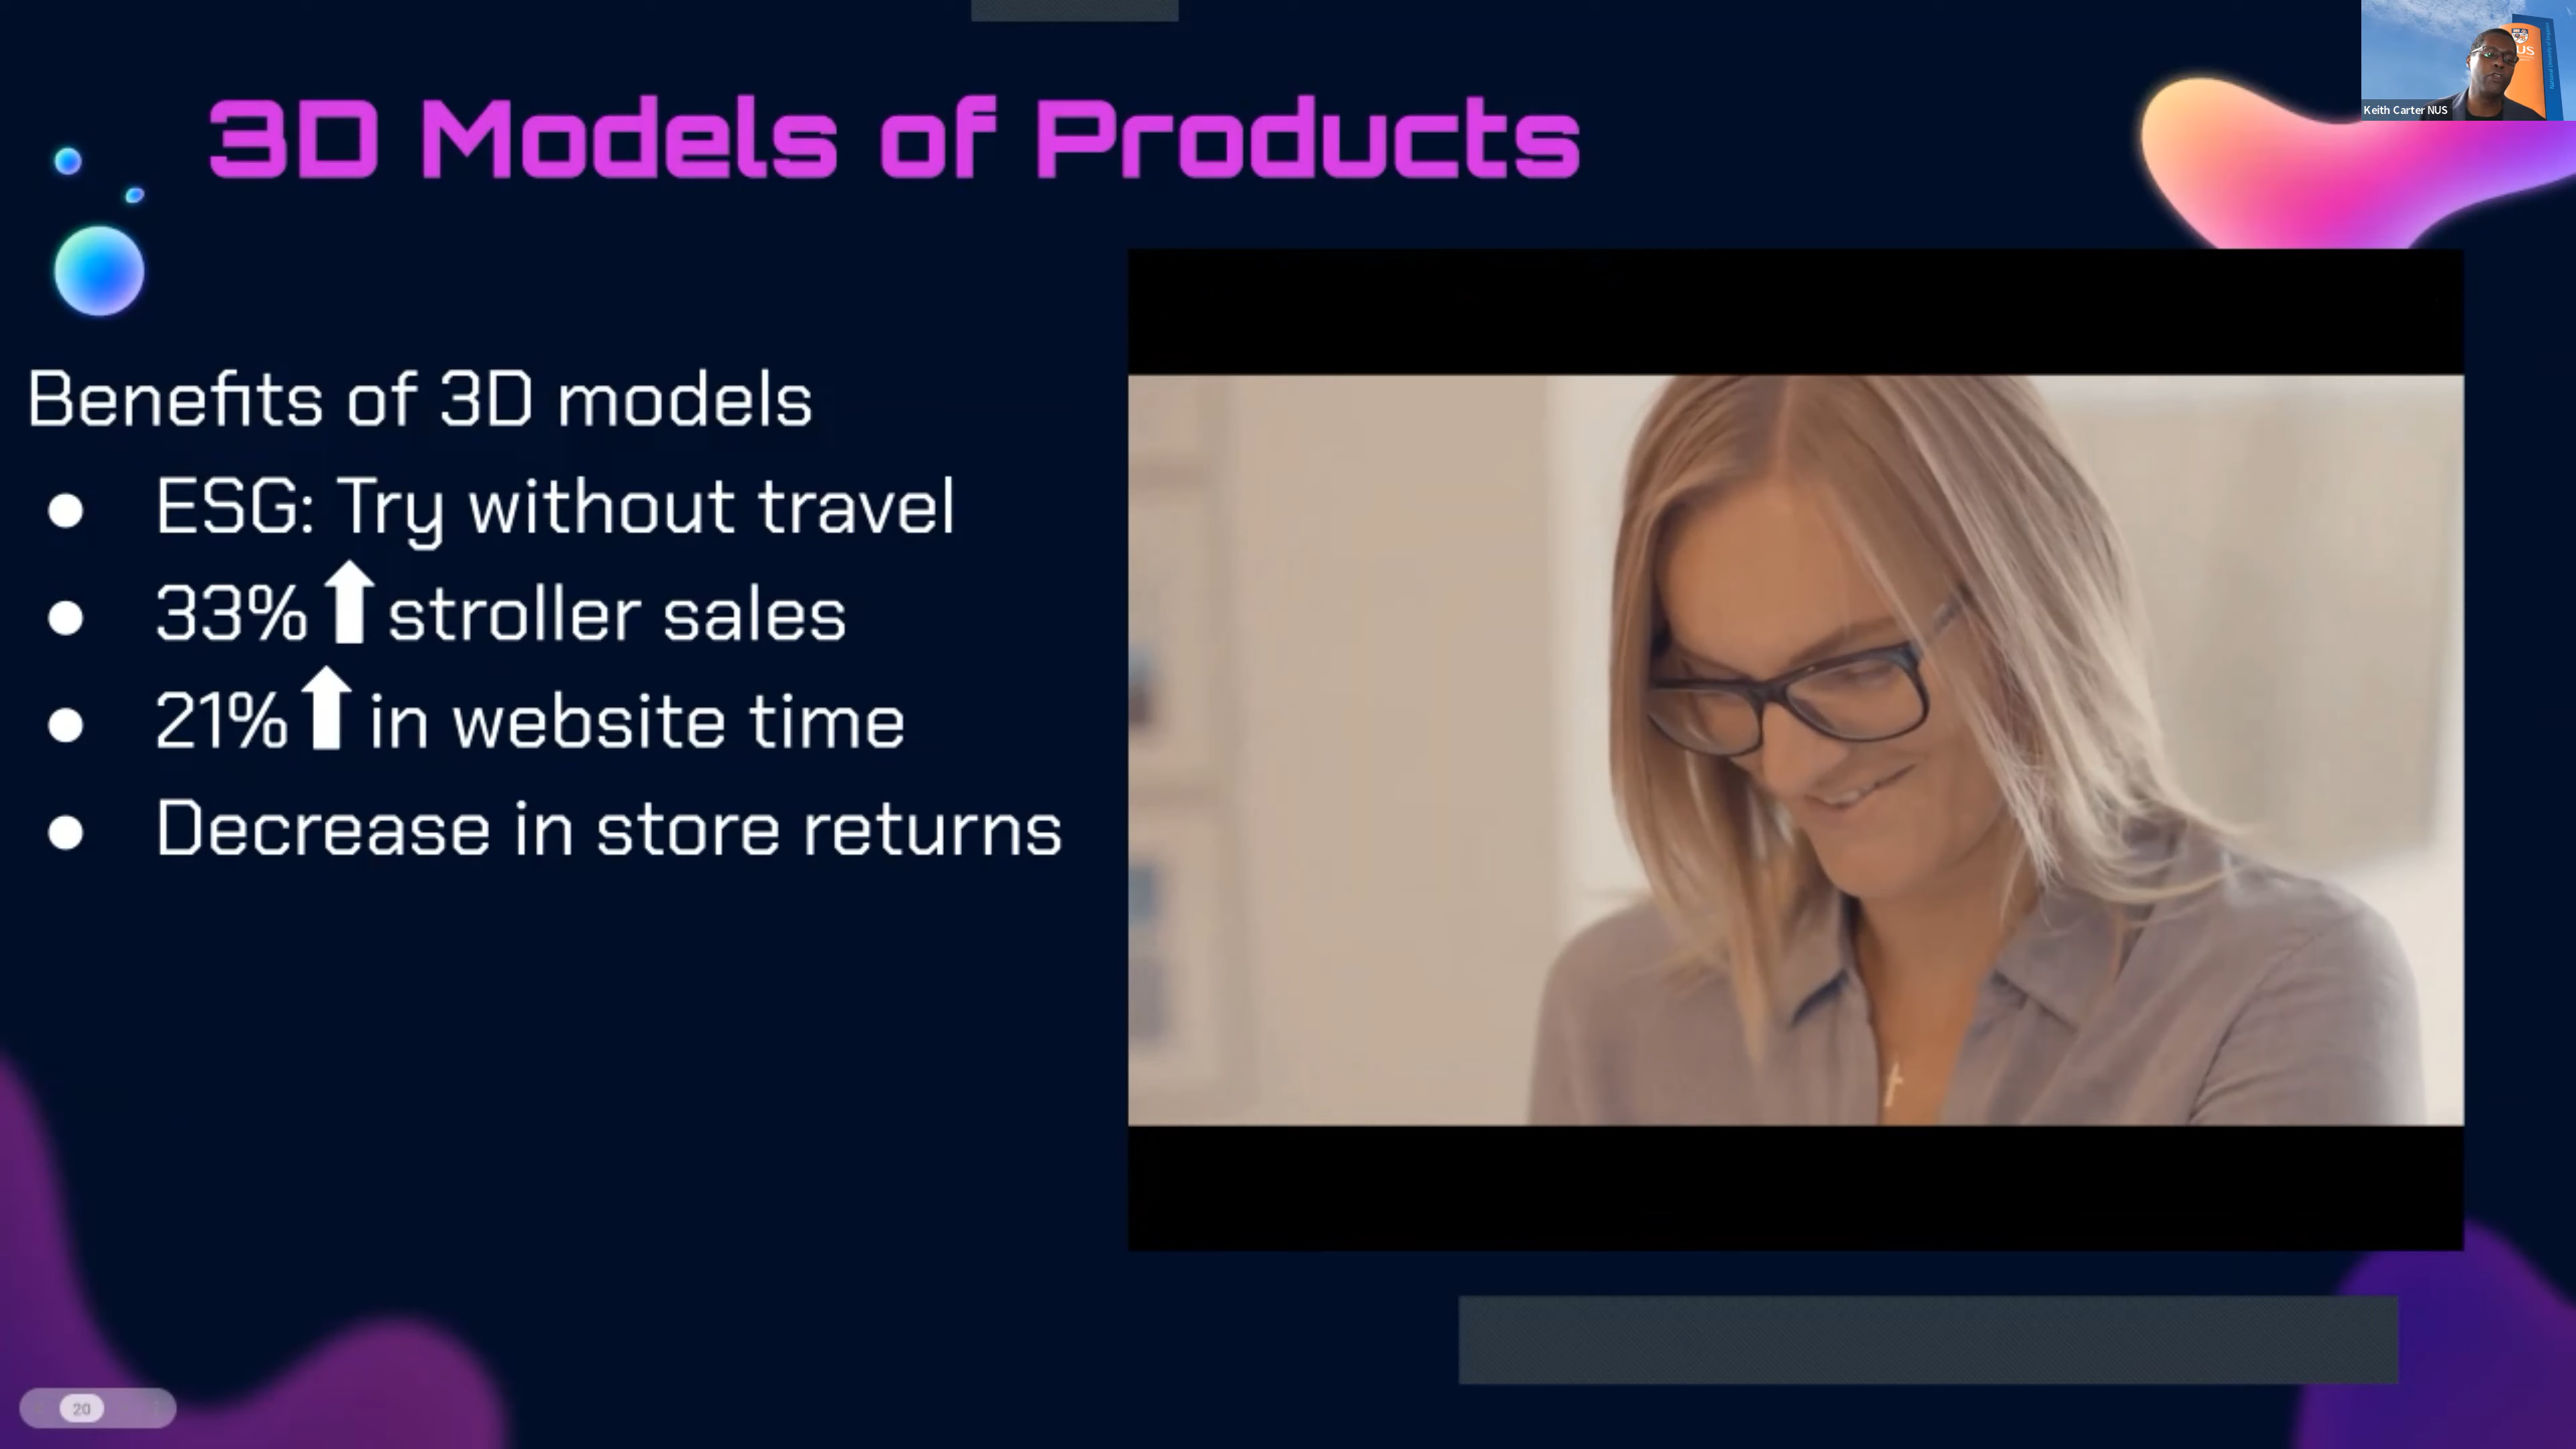 3D Models of Products
Keith Carter NUS
US
Benefits of 3D models
● ESG: Try without travel
● 33% ⬆ stroller sales
● 21% ⬆ in website time
● Decrease in store returns
20